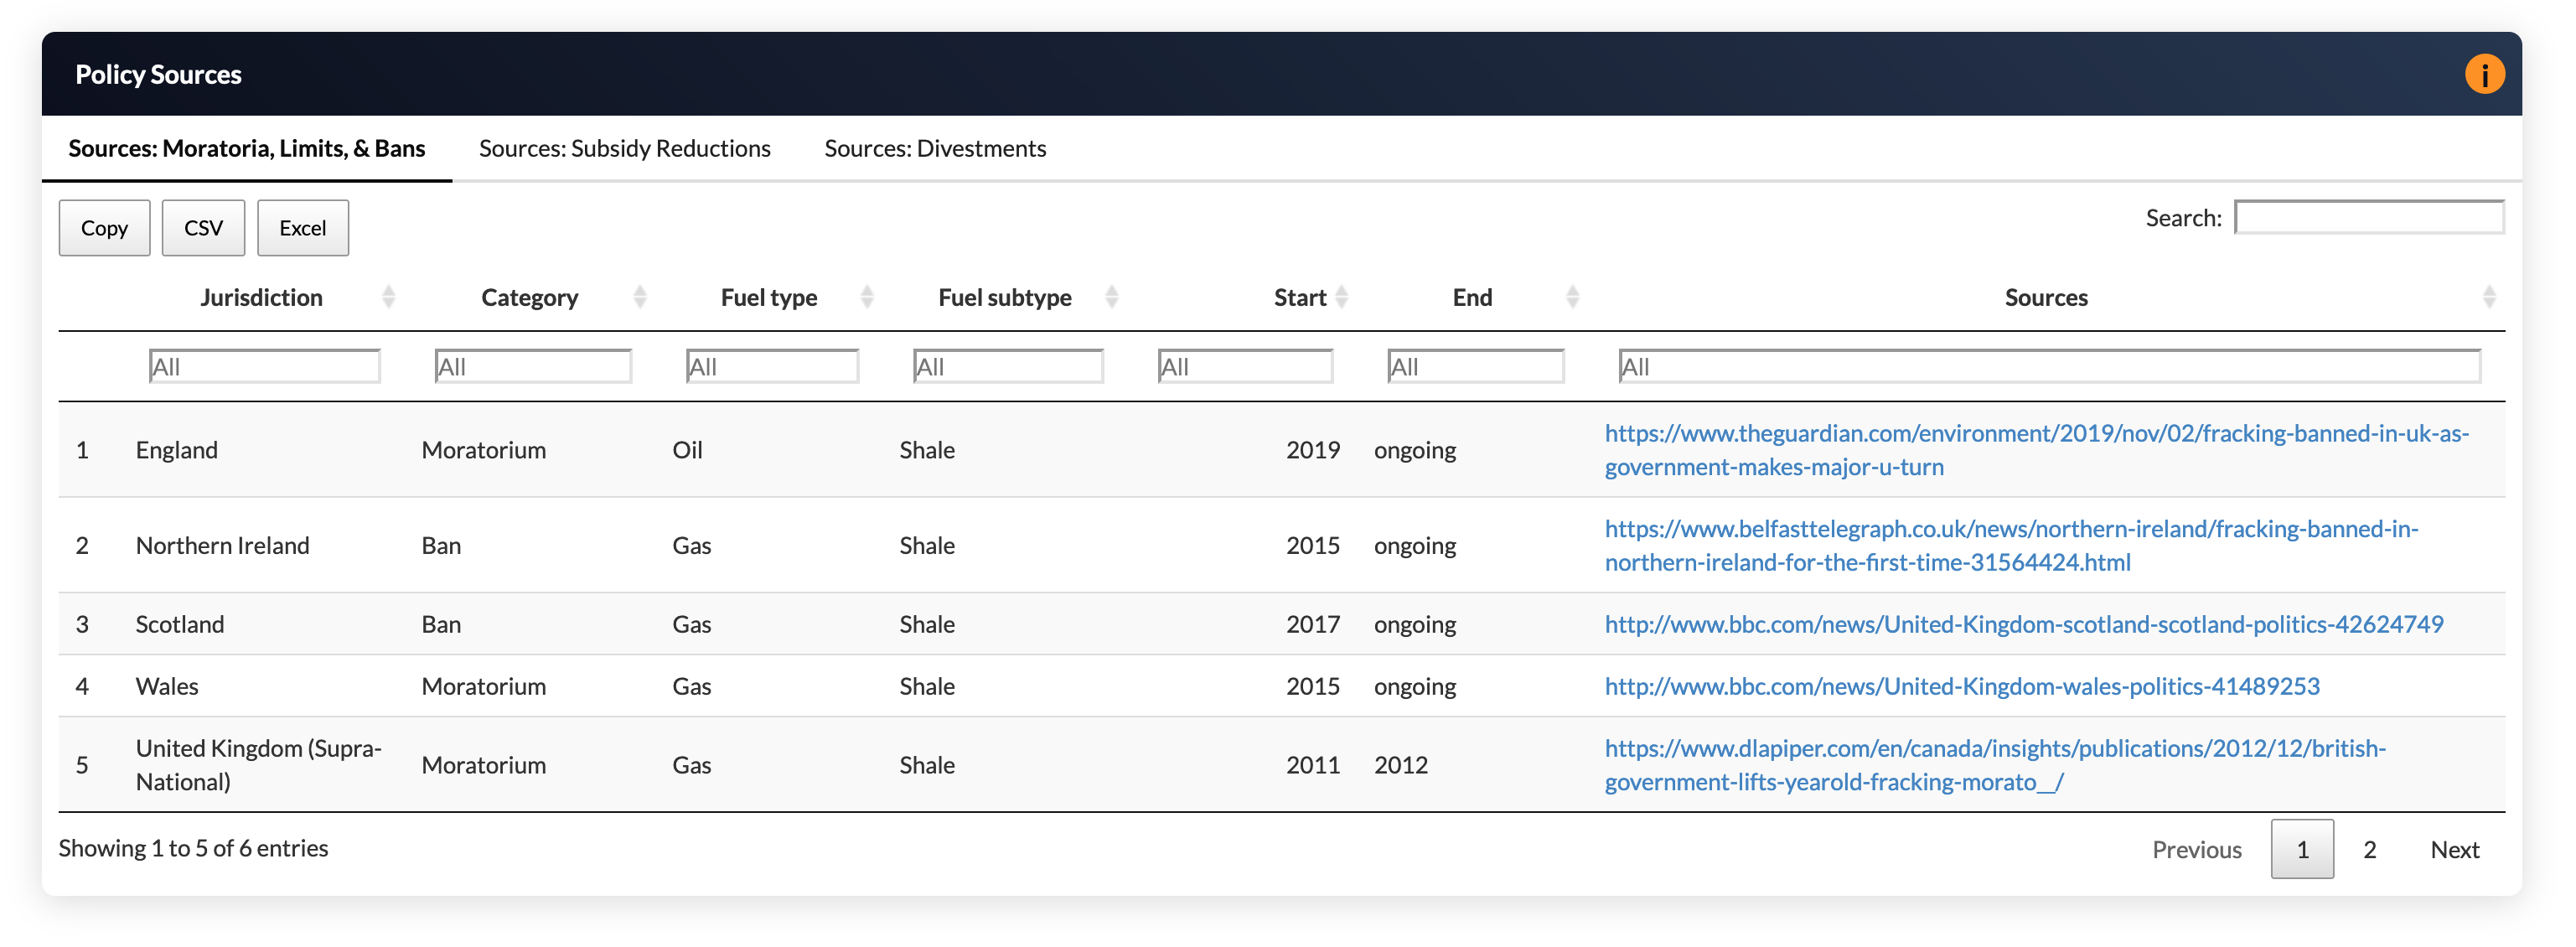 Policy Sources
i
Sources: Moratoria, Limits, & Bans Sources: Subsidy Reductions Sources: Divestments
Copy CSV Excel Search:
Jurisdiction Category Fuel type Fuel subtype Start End Sources
All All All All All All All
1 England Moratorium Oil Shale 2019 ongoing https://www.theguardian.com/environment/2019/nov/02/fracking-banned-in-uk-as-
government-makes-major-u-turn
2 Northern Ireland Ban Gas Shale 2015 ongoing https://www.belfasttelegraph.co.uk/news/northern-ireland/fracking-banned-in-
northern-ireland-for-the-first-time-31564424.html
3 Scotland Ban Gas Shale 2017 ongoing http://www.bbc.com/news/United-Kingdom-scotland-scotland-politics-42624749
4 Wales Moratorium Gas Shale 2015 ongoing http://www.bbc.com/news/United-Kingdom-wales-politics-41489253
5 United Kingdom (Supra-
National) Moratorium Gas Shale 2011 2012 https://www.dlapiper.com/en/canada/insights/publications/2012/12/british-
government-lifts-yearold-fracking-morato__/
Showing 1 to 5 of 6 entries Previous 1 2 Next